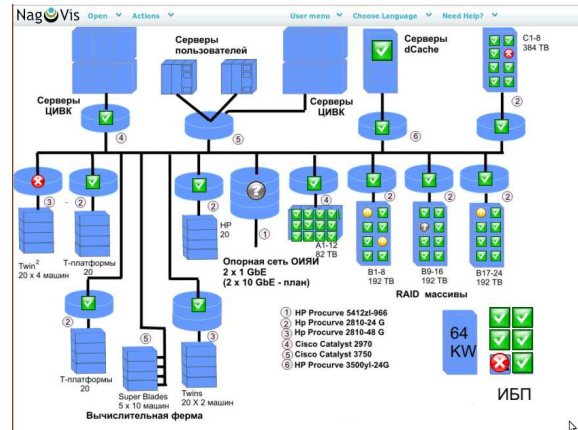 NagVis Open Actions User menu Choose Language Need Help?
Серверы
пользователей
Серверы
dCache
C1-8
384 TB
Серверы
ЦИВК
Серверы
ЦИВК
2
4
5
6
3
2
2
4
2
2
2
HP
20
1
Twin2
20 x 4 машин
Т-платформы
20
Опорная сеть ОИЯИ
2 x 1 GbE
(2 x 10 GbE - план)
A1-12
82 TB
B1-8
192 TB
B9-16
192 TB
B17-24
192 TB
RAID массивы
2
5
3
Т-платформы
20
Super Blades
5 x 10 машин
Twins
20 X 2 машин
Вычислительная ферма
1 HP Procurve 5412zl-966
2 Hp Procurve 2810-24 G
3 Hp Procurve 2810-48 G
4 Cisco Catalyst 2970
5 Cisco Catalyst 3750
6 HP Procurve 3500yl-24G
64
KW
ИБП